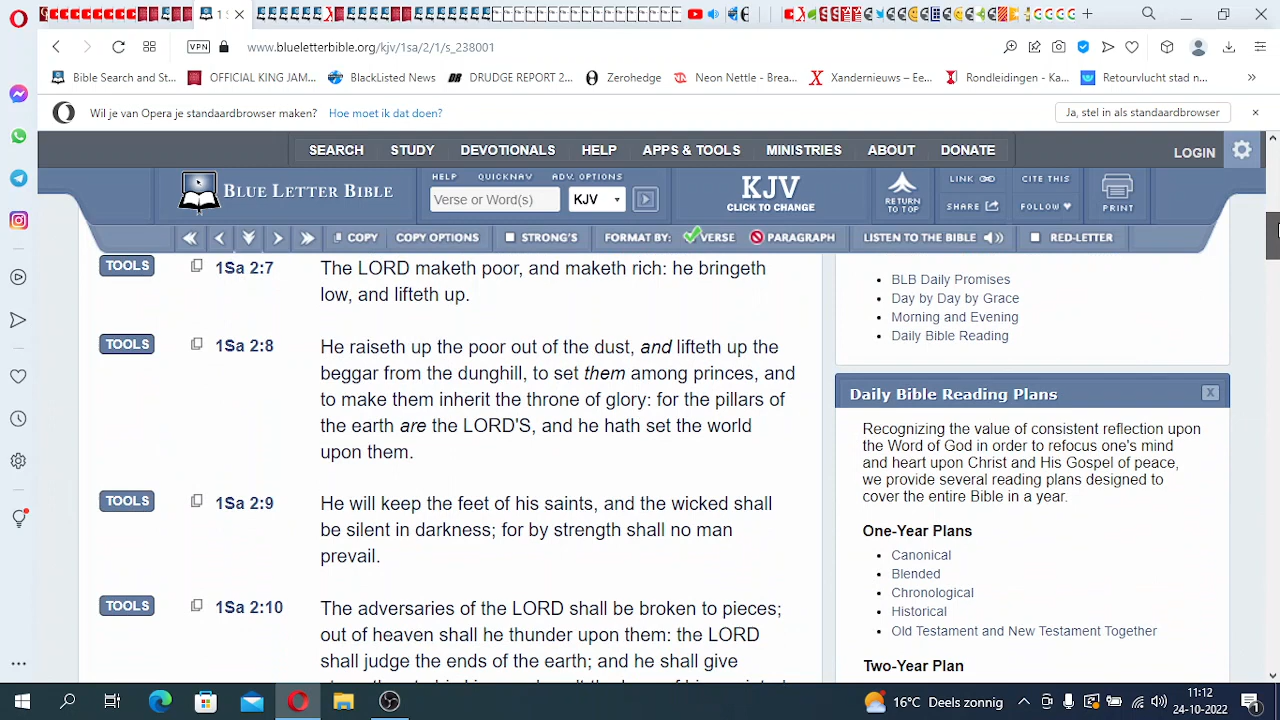 1 S
www.blueletterbible.org/kjv/1sa/2/1/s_238001
VPN
Bible Search and St...
OFFICIAL KING JAM...
BlackListed News
DRUDGE REPORT 2...
Zerohedge
Neon Nettle - Brea...
Xandernieuws – Ee...
Rondleidingen - Ka...
Retourvlucht stad n...
Wil je van Opera je standaardbrowser maken? Hoe moet ik dat doen?
Ja, stel in als standaardbrowser
SEARCH STUDY DEVOTIONALS HELP APPS & TOOLS MINISTRIES ABOUT DONATE
LOGIN
BLUE LETTER BIBLE
HELP QUICKNAV ADV. OPTIONS
Verse or Word(s)
KJV
KJV
CLICK TO CHANGE
RETURN
TO TOP
LINK
CITE THIS
SHARE
FOLLOW
PRINT
COPY COPY OPTIONS STRONG'S FORMAT BY: VERSE PARAGRAPH LISTEN TO THE BIBLE RED-LETTER
TOOLS 1Sa 2:7 The LORD maketh poor, and maketh rich: he bringeth
low, and lifteth up.
TOOLS 1Sa 2:8 He raiseth up the poor out of the dust, and lifteth up the
beggar from the dunghill, to set them among princes, and
to make them inherit the throne of glory: for the pillars of
the earth are the LORD'S, and he hath set the world
upon them.
TOOLS 1Sa 2:9 He will keep the feet of his saints, and the wicked shall
be silent in darkness; for by strength shall no man
prevail.
TOOLS 1Sa 2:10 The adversaries of the LORD shall be broken to pieces;
out of heaven shall he thunder upon them: the LORD
shall judge the ends of the earth; and he shall give
BLB Daily Promises
Day by Day by Grace
Morning and Evening
Daily Bible Reading
Daily Bible Reading Plans
Recognizing the value of consistent reflection upon
the Word of God in order to refocus one's mind
and heart upon Christ and His Gospel of peace,
we provide several reading plans designed to
cover the entire Bible in a year.
One-Year Plans
Canonical
Blended
Chronological
Historical
Old Testament and New Testament Together
Two-Year Plan
16°C Deels zonnig
11:12
24-10-2022
1